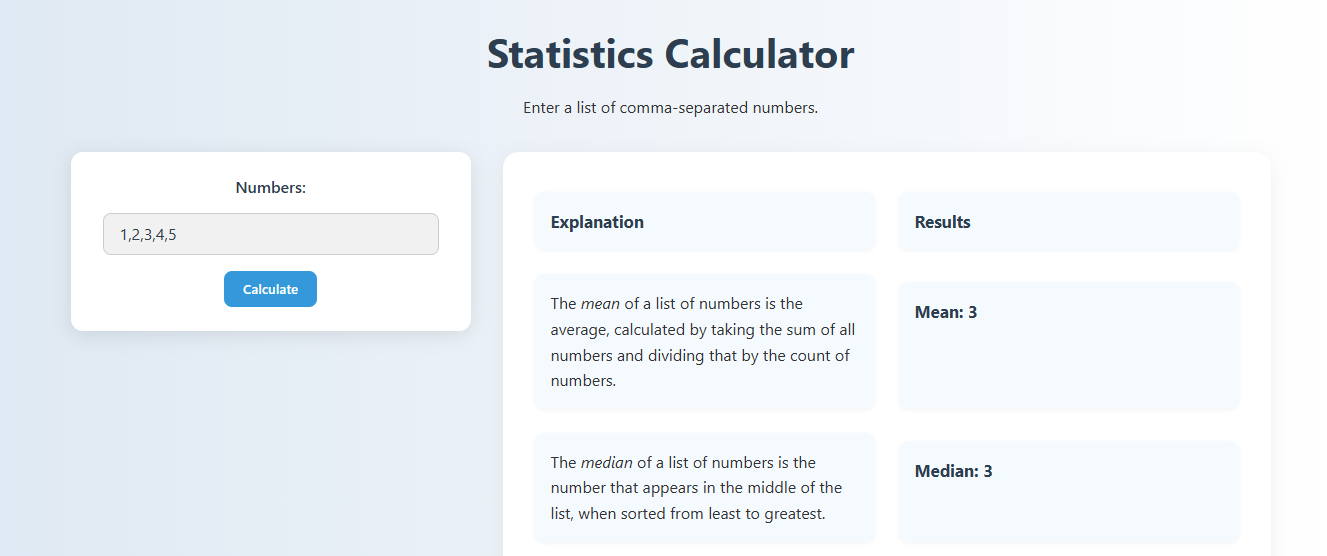 Statistics Calculator
Enter a list of comma-separated numbers.
Numbers:
1,2,3,4,5
Calculate
Explanation
Results
The mean of a list of numbers is the
average, calculated by taking the sum of all
numbers and dividing that by the count of
numbers.
Mean: 3
The median of a list of numbers is the
number that appears in the middle of the
list, when sorted from least to greatest.
Median: 3